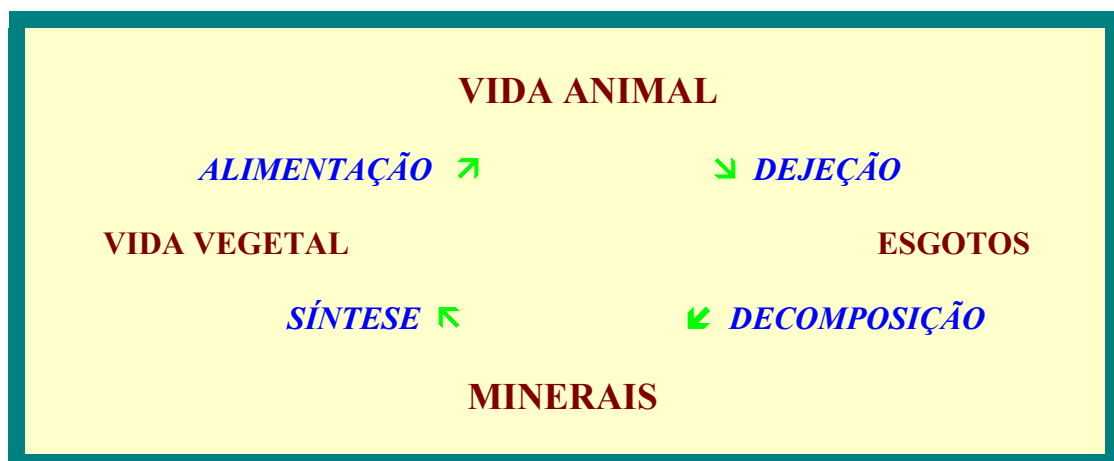 VIDA ANIMAL
ALIMENTAÇÃO DEJEÇÃO
VIDA VEGETAL ESGOTOS
SÍNTESE DECOMPOSIÇÃO
MINERAIS